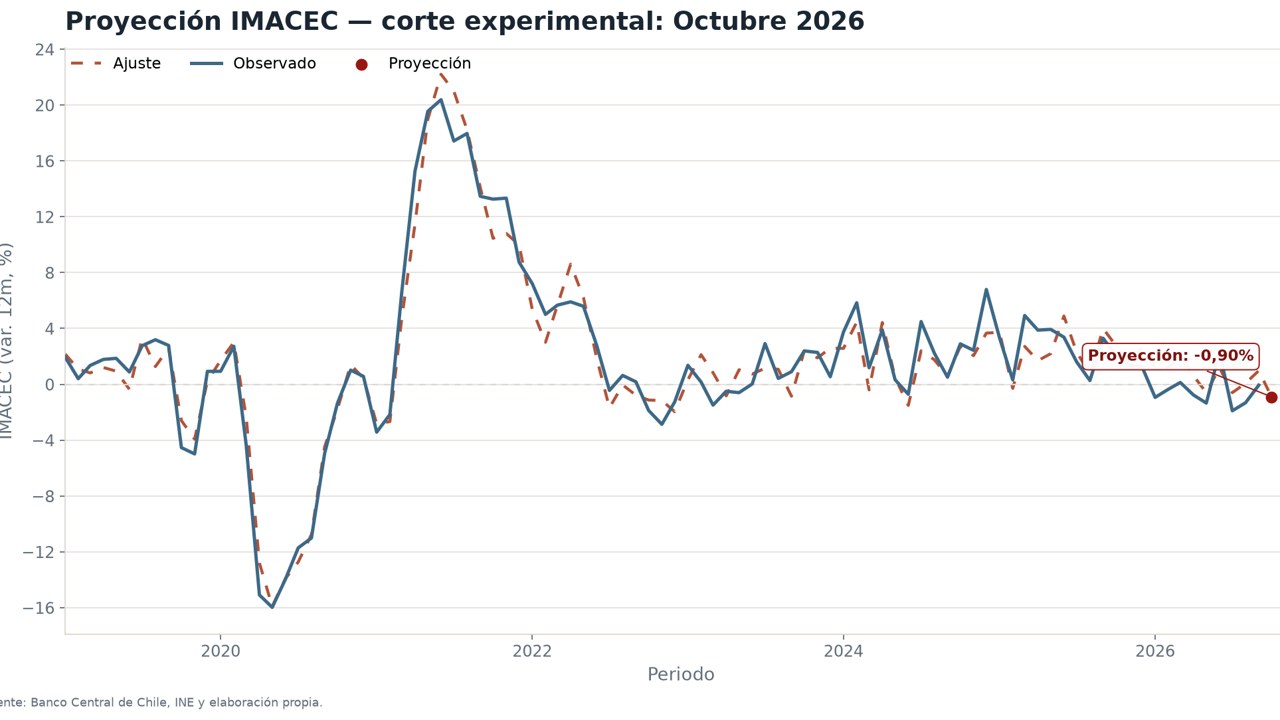 Proyección IMACEC — corte experimental: Octubre 2026
Ajuste
Observado
Proyección
24
20
16
12
8
4
0
−4
−8
−12
−16
IMACEC (var. 12m, %)
Proyección: -0,90%
2020
2022
2024
2026
Periodo
ente: Banco Central de Chile, INE y elaboración propia.